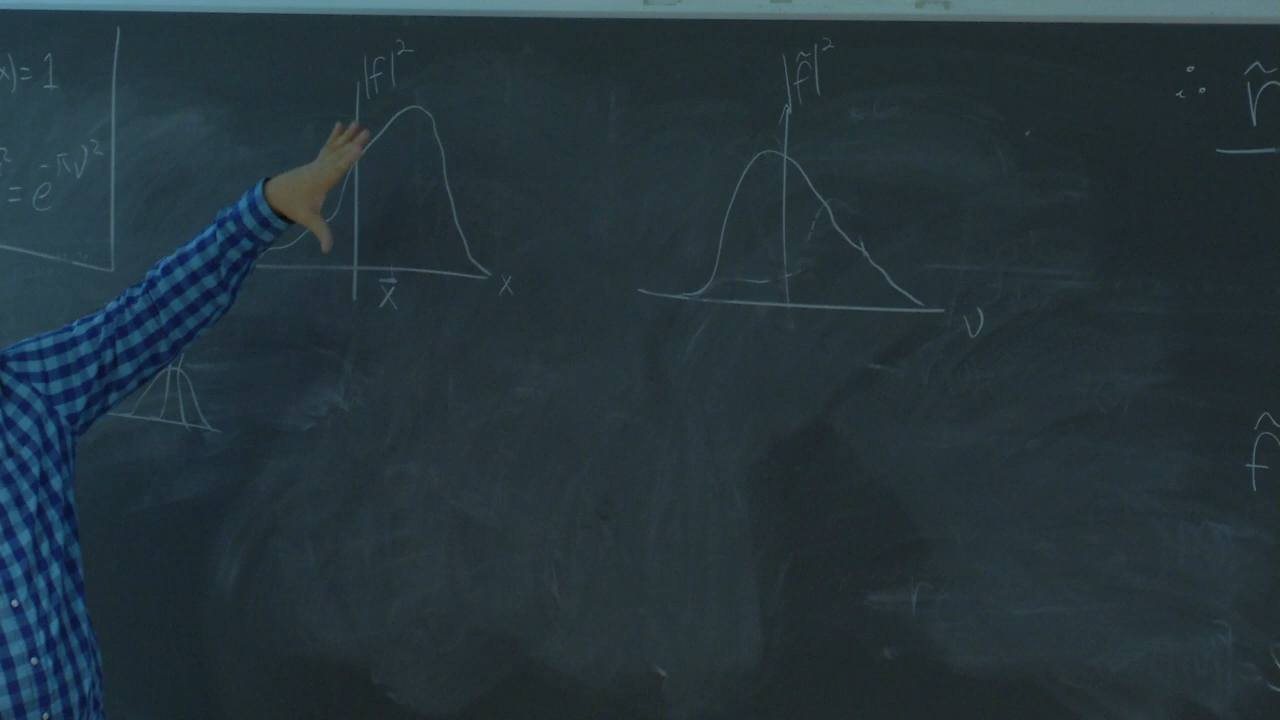 x)= 1
= e^{-πν²}
|f|²
x̄
x
|f̃|²
ν